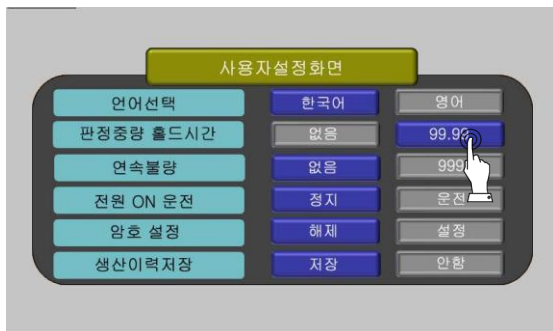 사용자설정화면
언어선택 한국어 영어
판정중량 홀드시간 없음 99.99
연속불량 없음 999
전원 ON 운전 정지 운전
암호 설정 해제 설정
생산이력저장 저장 안함